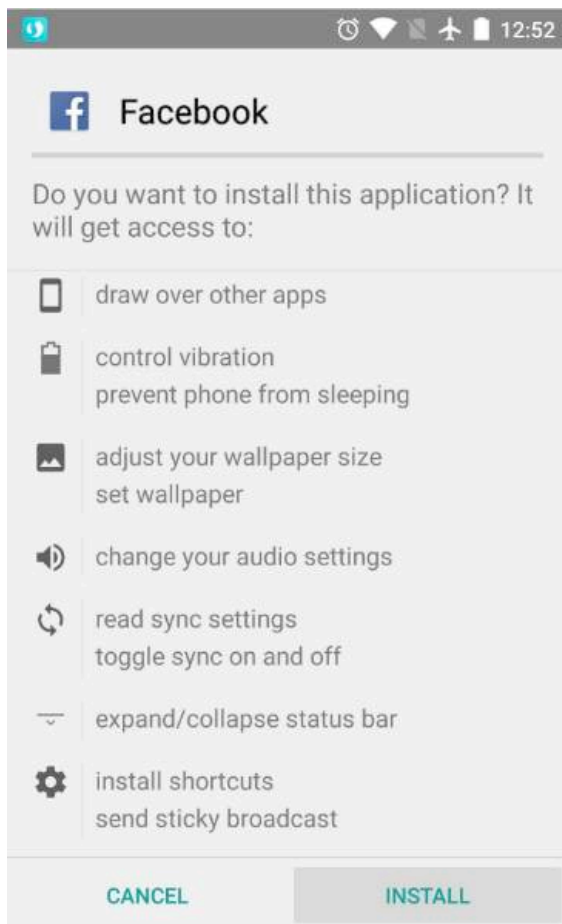 12:52
Facebook
Do you want to install this application? It
will get access to:
draw over other apps
control vibration
prevent phone from sleeping
adjust your wallpaper size
set wallpaper
change your audio settings
read sync settings
toggle sync on and off
expand/collapse status bar
install shortcuts
send sticky broadcast
CANCEL INSTALL